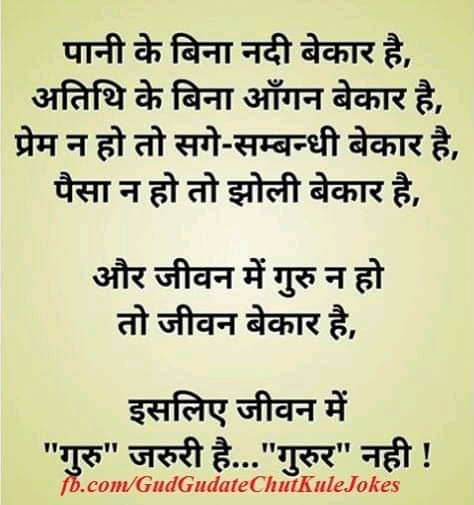 पानी के बिना नदी बेकार है,
अतिथि के बिना आँगन बेकार है,
प्रेम न हो तो सगे-सम्बन्धी बेकार है,
पैसा न हो तो झोली बेकार है,
और जीवन में गुरु न हो
तो जीवन बेकार है,
इसलिए जीवन में
"गुरु" जरुरी है..."गुरुर" नही !
fb.com/GudGudateChutKuleJokes